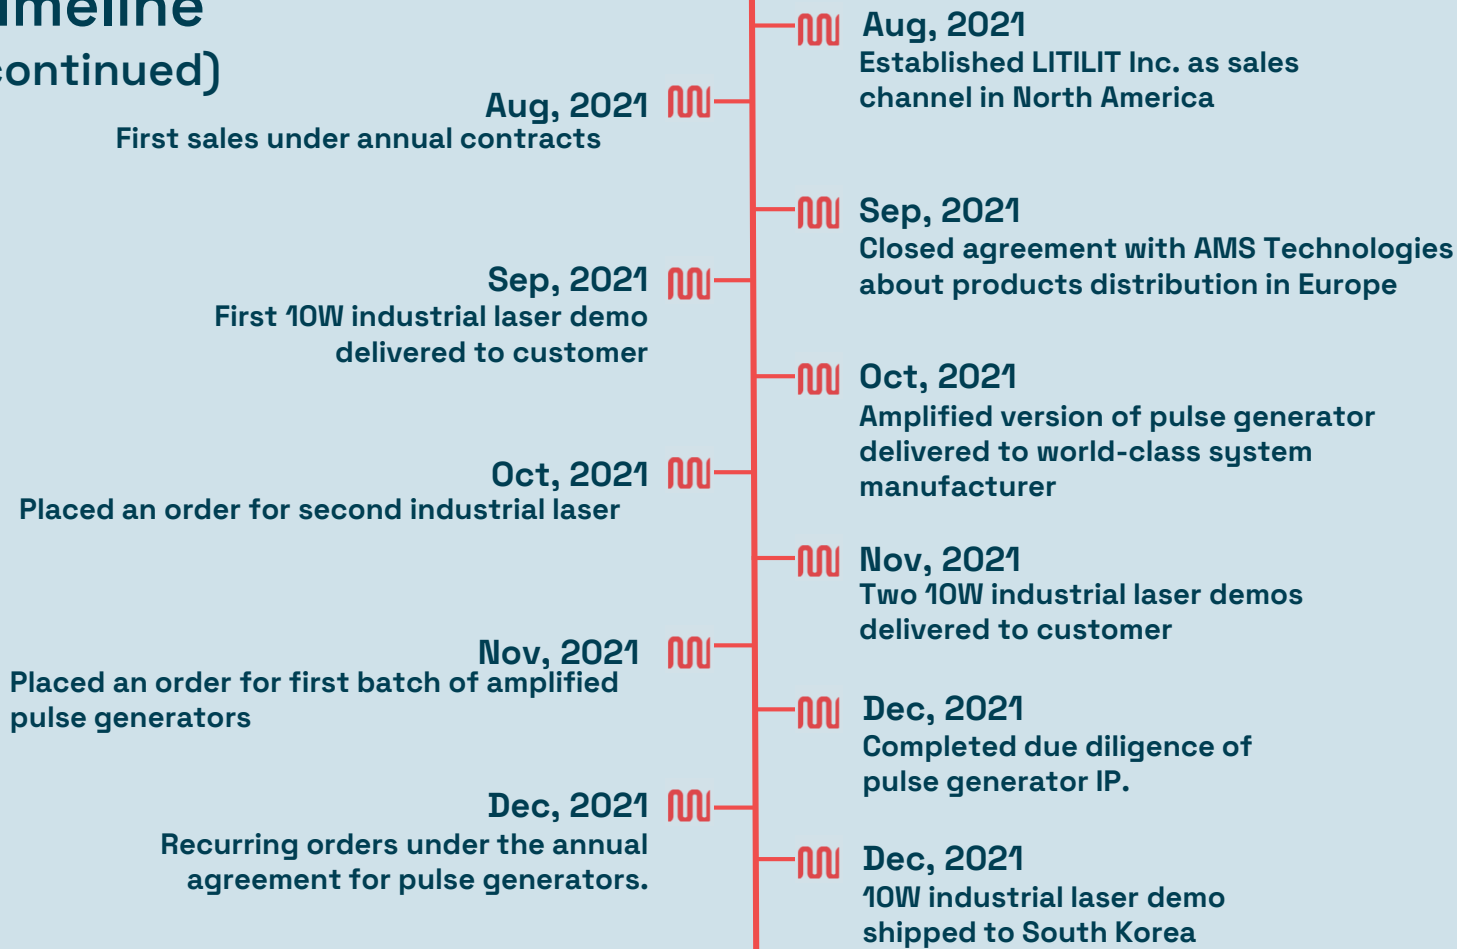 imeline
continued)
Aug, 2021
Established LITILIT Inc. as sales
channel in North America
Aug, 2021
First sales under annual contracts
Sep, 2021
Closed agreement with AMS Technologies
about products distribution in Europe
Sep, 2021
First 10W industrial laser demo
delivered to customer
Oct, 2021
Amplified version of pulse generator
delivered to world-class system
manufacturer
Oct, 2021
Placed an order for second industrial laser
Nov, 2021
Two 10W industrial laser demos
delivered to customer
Nov, 2021
Placed an order for first batch of amplified
pulse generators
Dec, 2021
Completed due diligence of
pulse generator IP.
Dec, 2021
Recurring orders under the annual
agreement for pulse generators.
Dec, 2021
10W industrial laser demo
shipped to South Korea